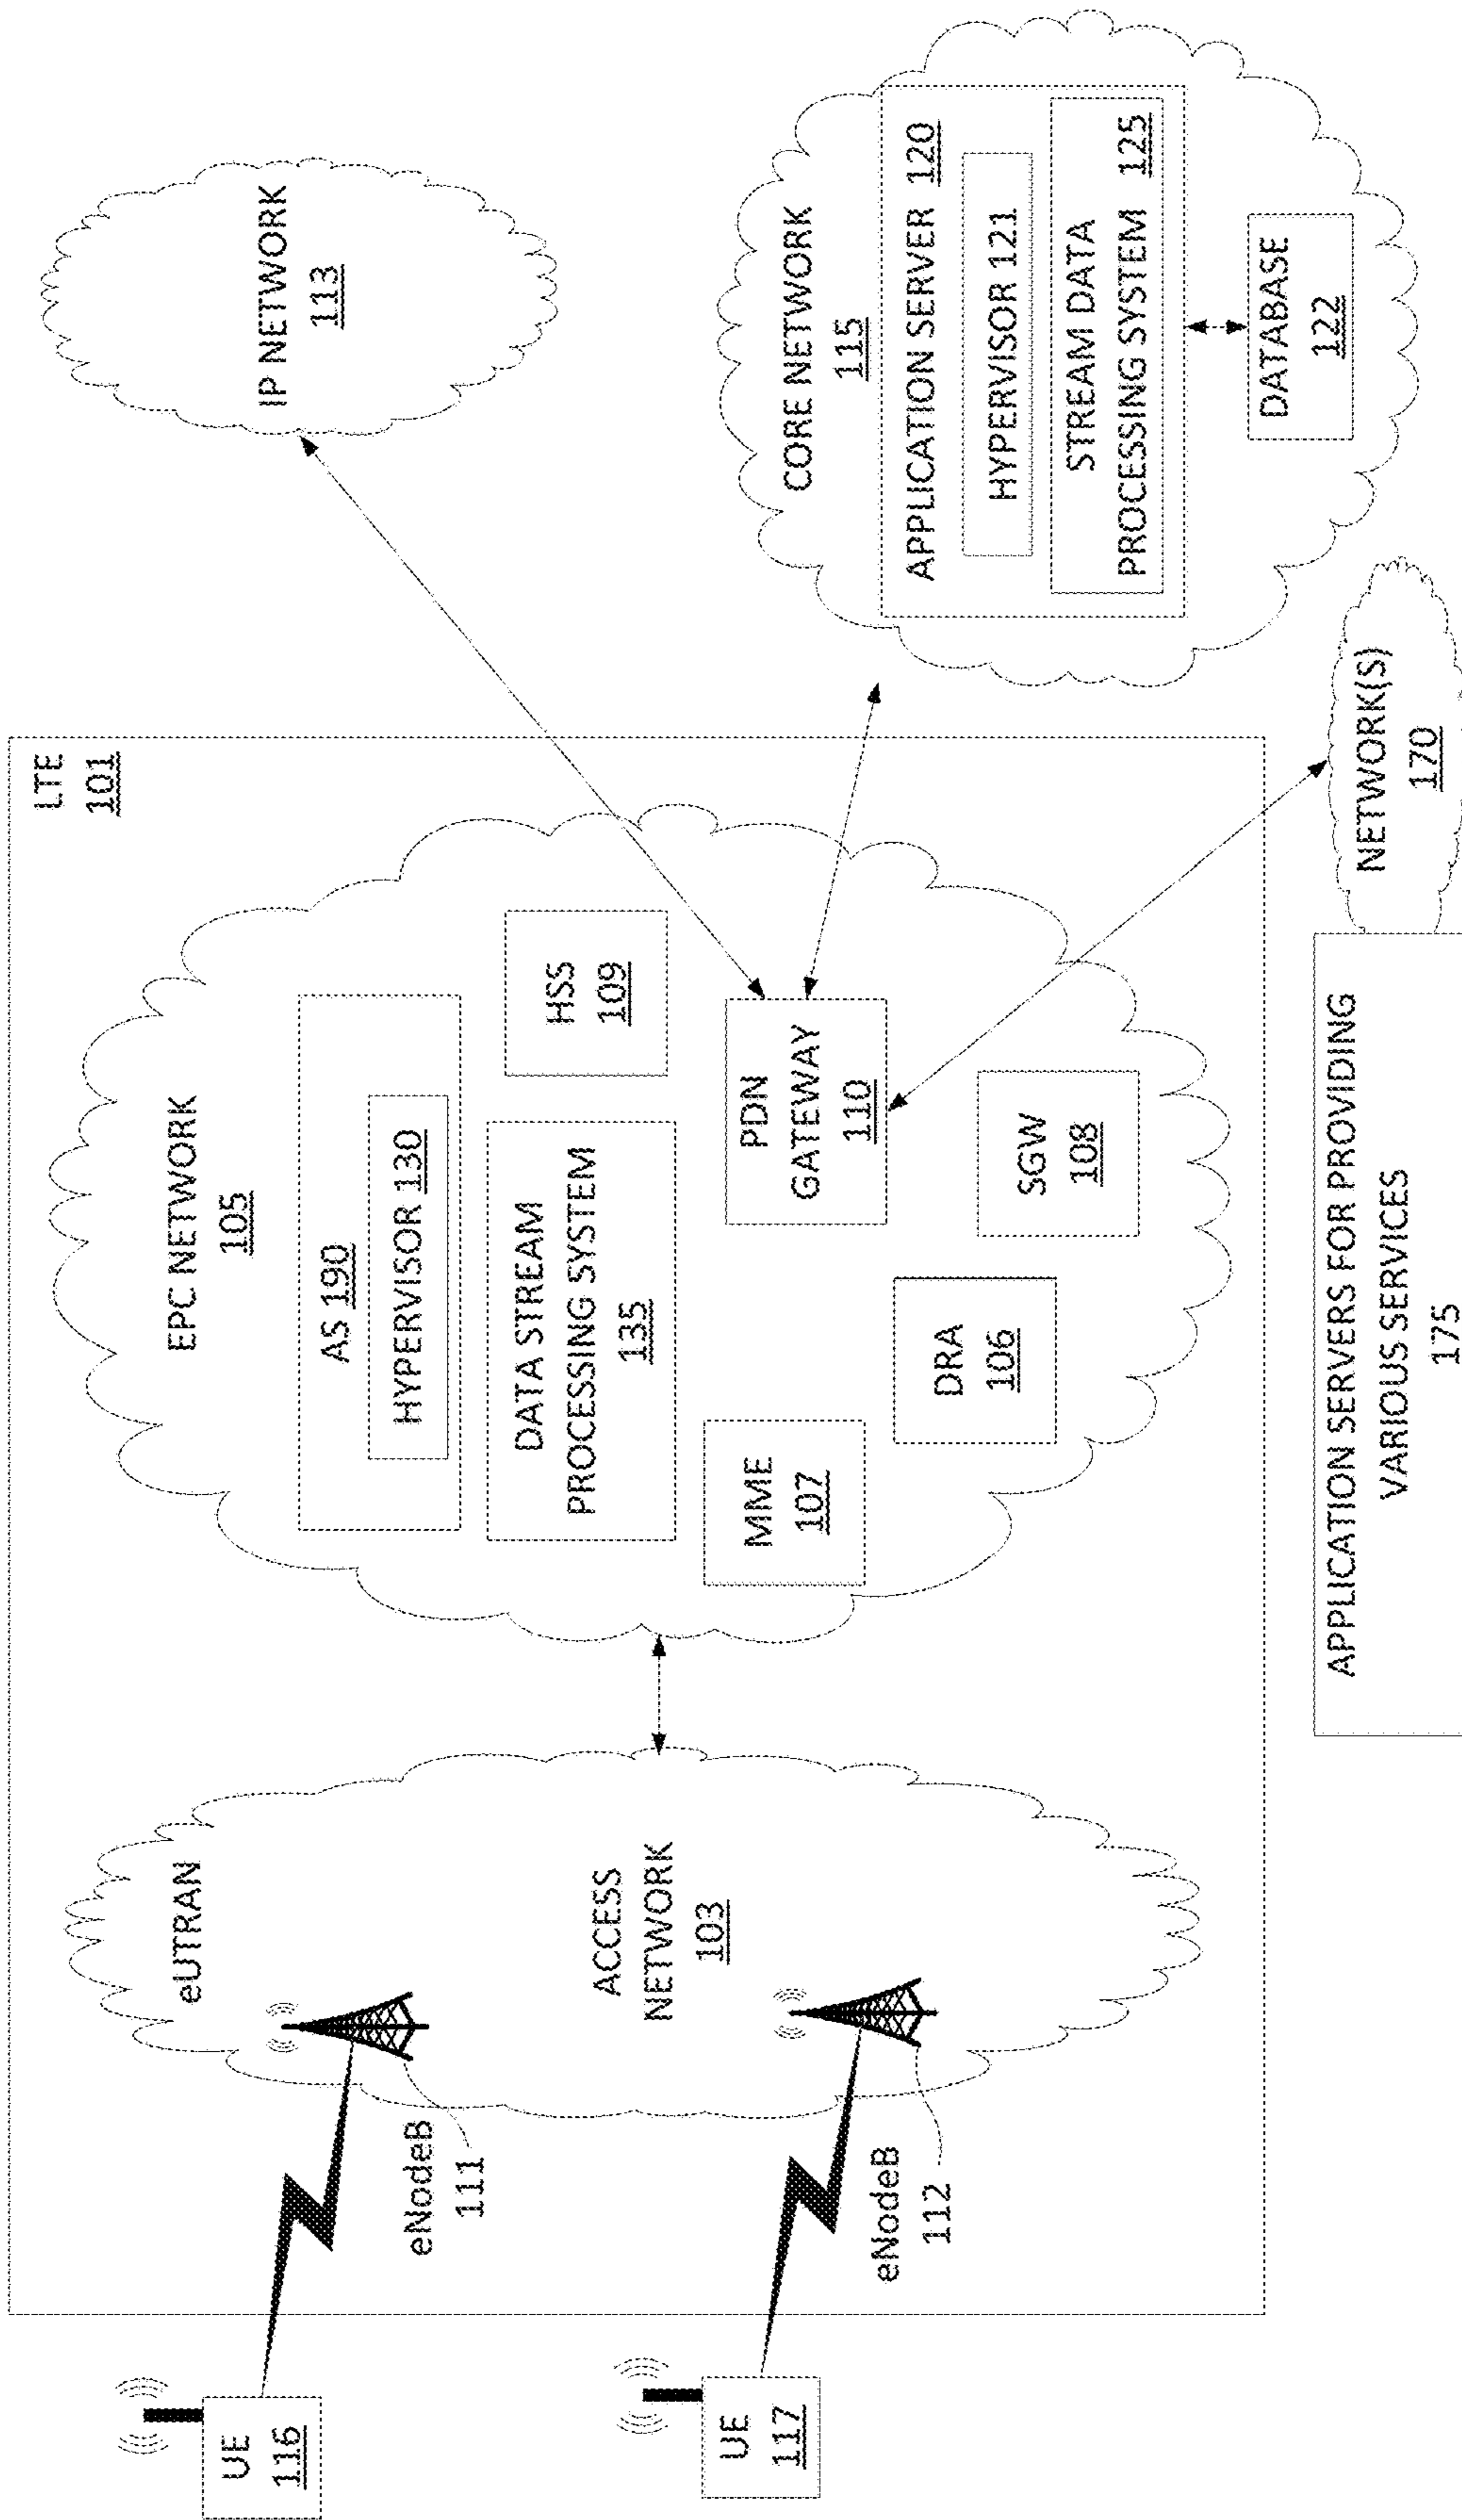 LTE
101
UE
116
UE
117
eNodeB
111
eNodeB
112
eUTRAN
ACCESS
NETWORK
103
EPC NETWORK
105
AS 190
HYPERVISOR 130
DATA STREAM
PROCESSING SYSTEM
135
HSS
109
MME
107
PDN
GATEWAY
110
DRA
106
SGW
108
IP NETWORK
113
CORE NETWORK
115
APPLICATION SERVER 120
HYPERVISOR 121
STREAM DATA
PROCESSING SYSTEM 125
DATABASE
122
NETWORK(S)
170
APPLICATION SERVERS FOR PROVIDING
VARIOUS SERVICES
175